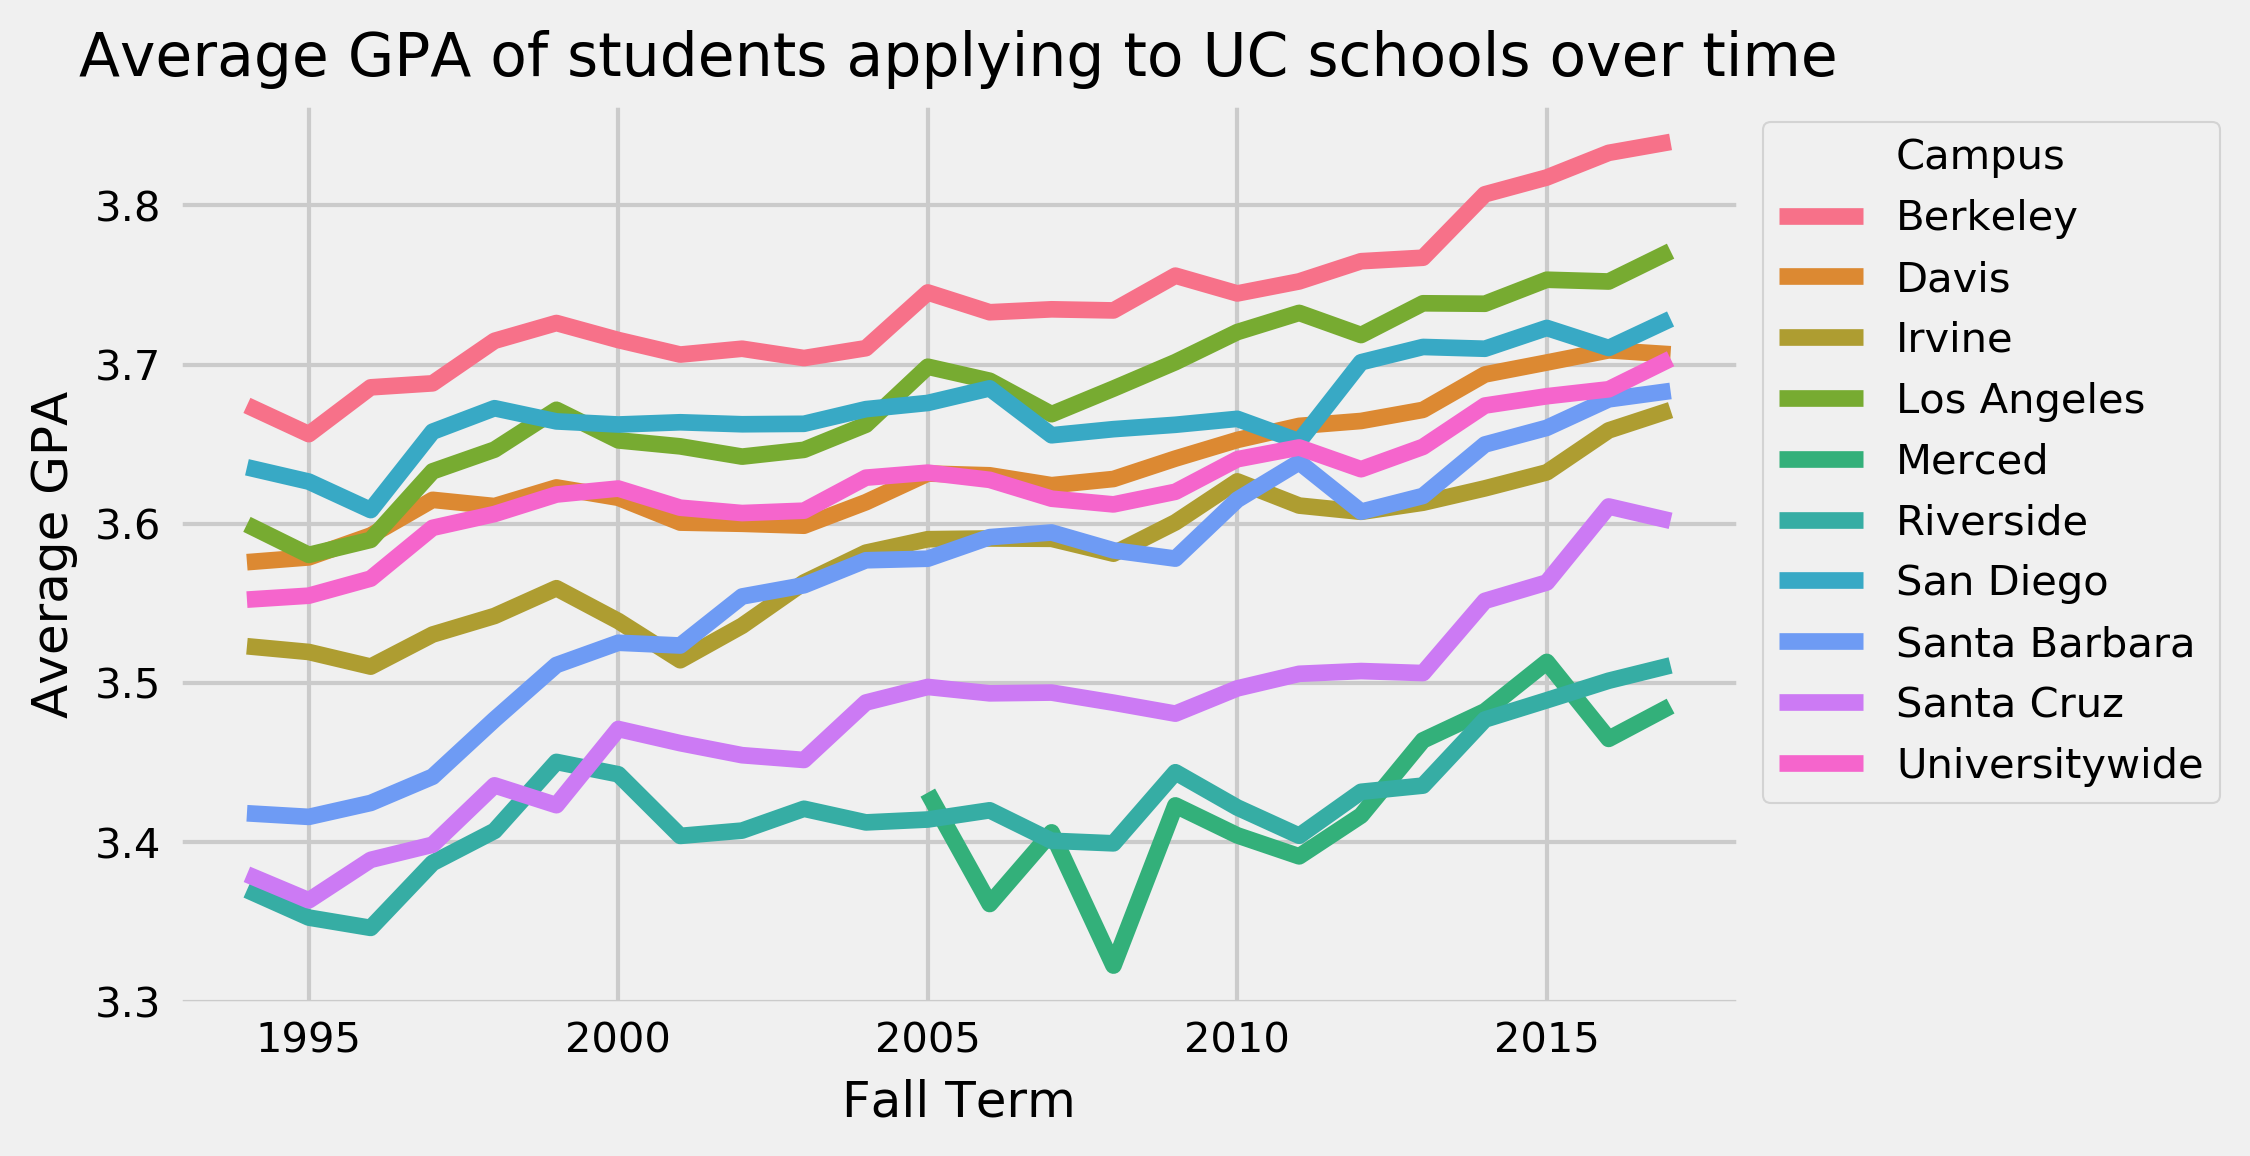 Average GPA of students applying to UC schools over time
Average GPA
3.8
3.7
3.6
3.5
3.4
3.3
1995 2000 2005 2010 2015
Fall Term
Campus
Berkeley
Davis
Irvine
Los Angeles
Merced
Riverside
San Diego
Santa Barbara
Santa Cruz
Universitywide